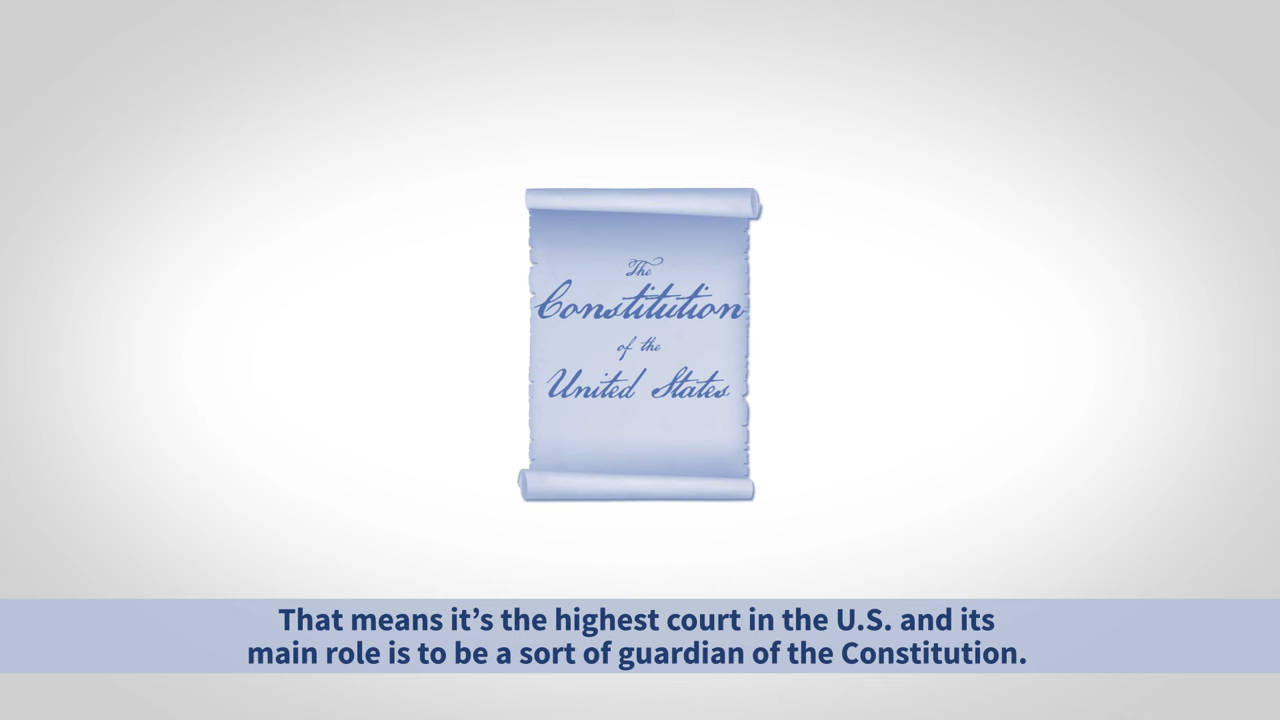 The
Constitution
of the
United States
That means it’s the highest court in the U.S. and its
main role is to be a sort of guardian of the Constitution.